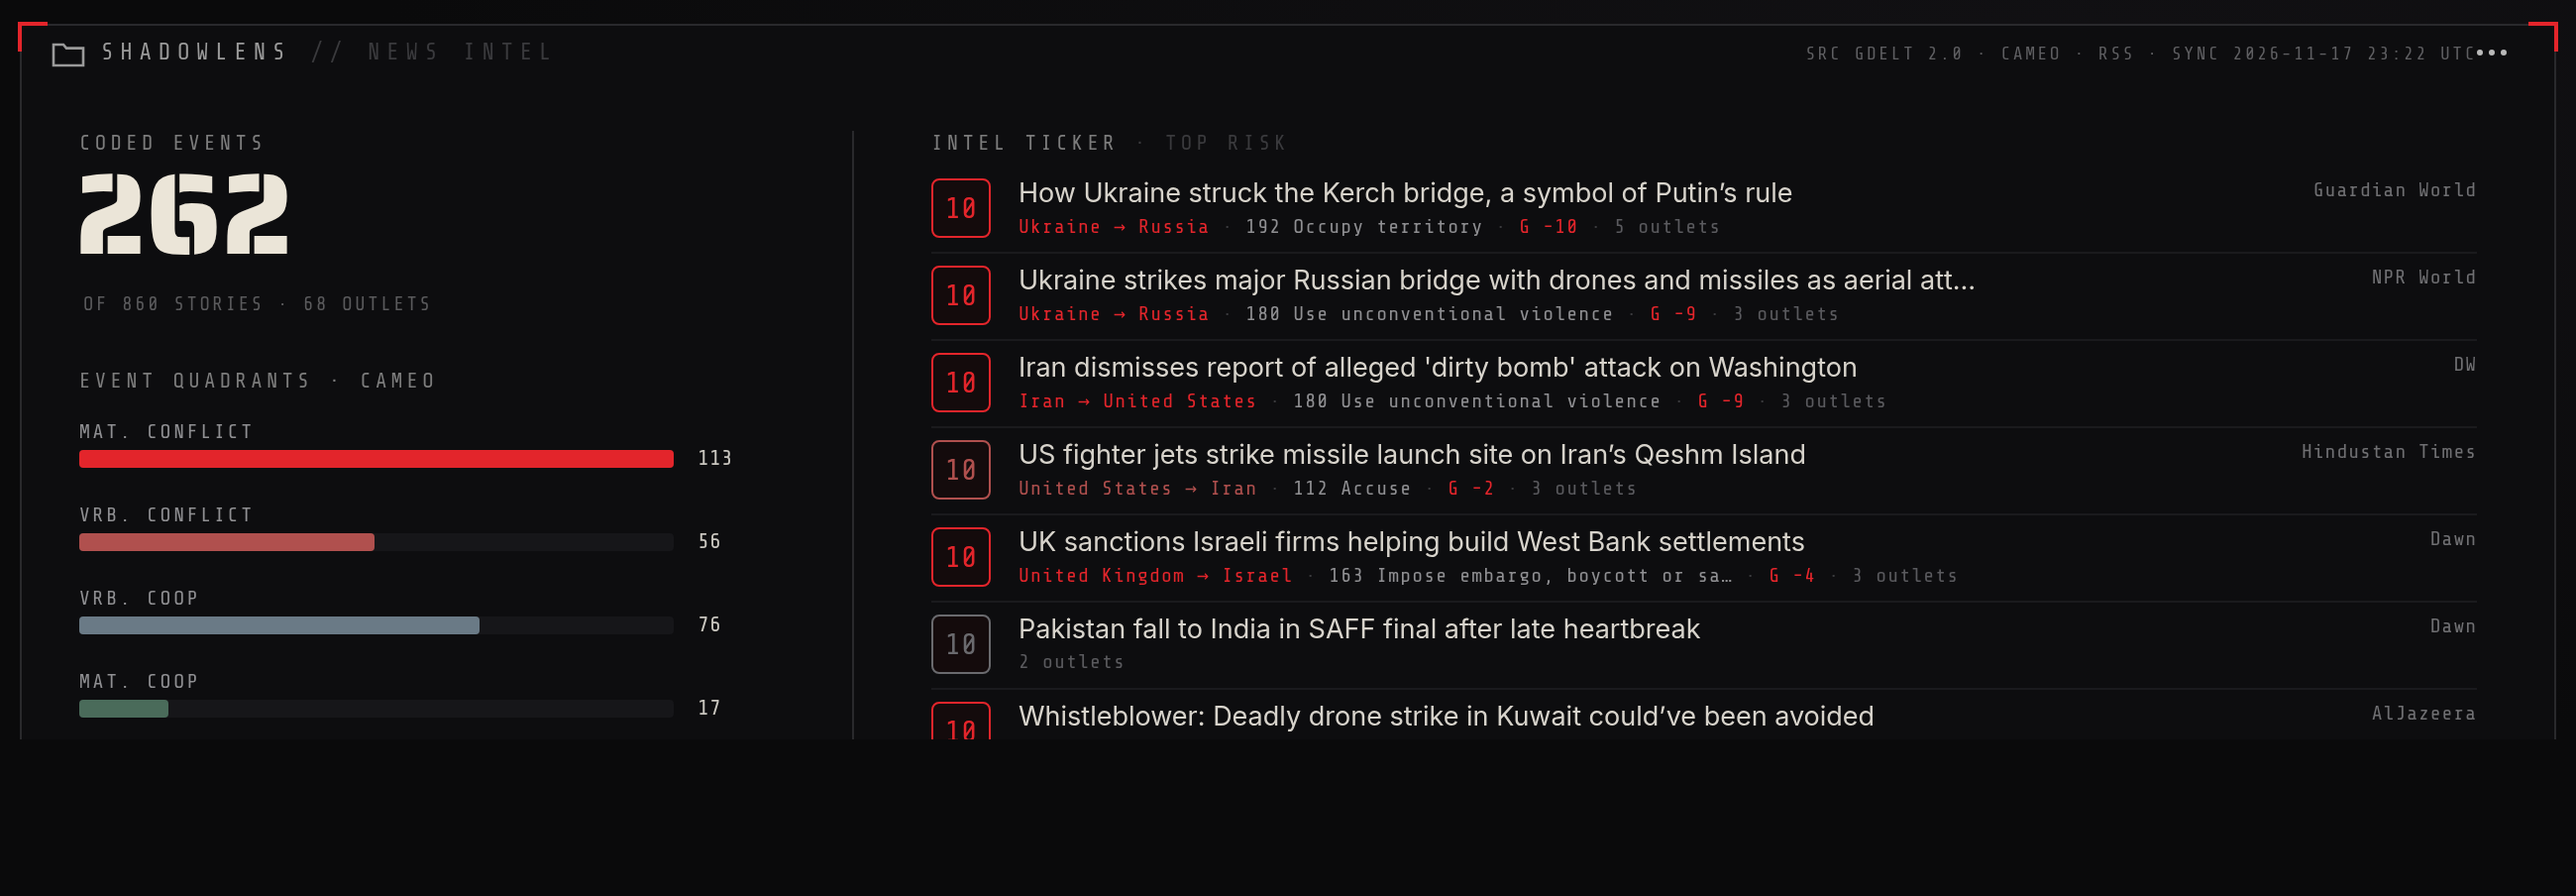 SHADOWLENS // NEWS INTEL
SRC GDELT 2.0 · CAMEO · RSS · SYNC 2026-11-17 23:22 UTC
CODED EVENTS
262
OF 860 STORIES · 68 OUTLETS
EVENT QUADRANTS · CAMEO
MAT. CONFLICT
113
VRB. CONFLICT
56
VRB. COOP
76
MAT. COOP
17
INTEL TICKER · TOP RISK
10
How Ukraine struck the Kerch bridge, a symbol of Putin’s rule
Guardian World
Ukraine → Russia · 192 Occupy territory · G -10 · 5 outlets
10
Ukraine strikes major Russian bridge with drones and missiles as aerial att…
NPR World
Ukraine → Russia · 180 Use unconventional violence · G -9 · 3 outlets
10
Iran dismisses report of alleged 'dirty bomb' attack on Washington
DW
Iran → United States · 180 Use unconventional violence · G -9 · 3 outlets
10
US fighter jets strike missile launch site on Iran’s Qeshm Island
Hindustan Times
United States → Iran · 112 Accuse · G -2 · 3 outlets
10
UK sanctions Israeli firms helping build West Bank settlements
Dawn
United Kingdom → Israel · 163 Impose embargo, boycott or sa… · G -4 · 3 outlets
10
Pakistan fall to India in SAFF final after late heartbreak
Dawn
2 outlets
10
Whistleblower: Deadly drone strike in Kuwait could’ve been avoided
AlJazeera